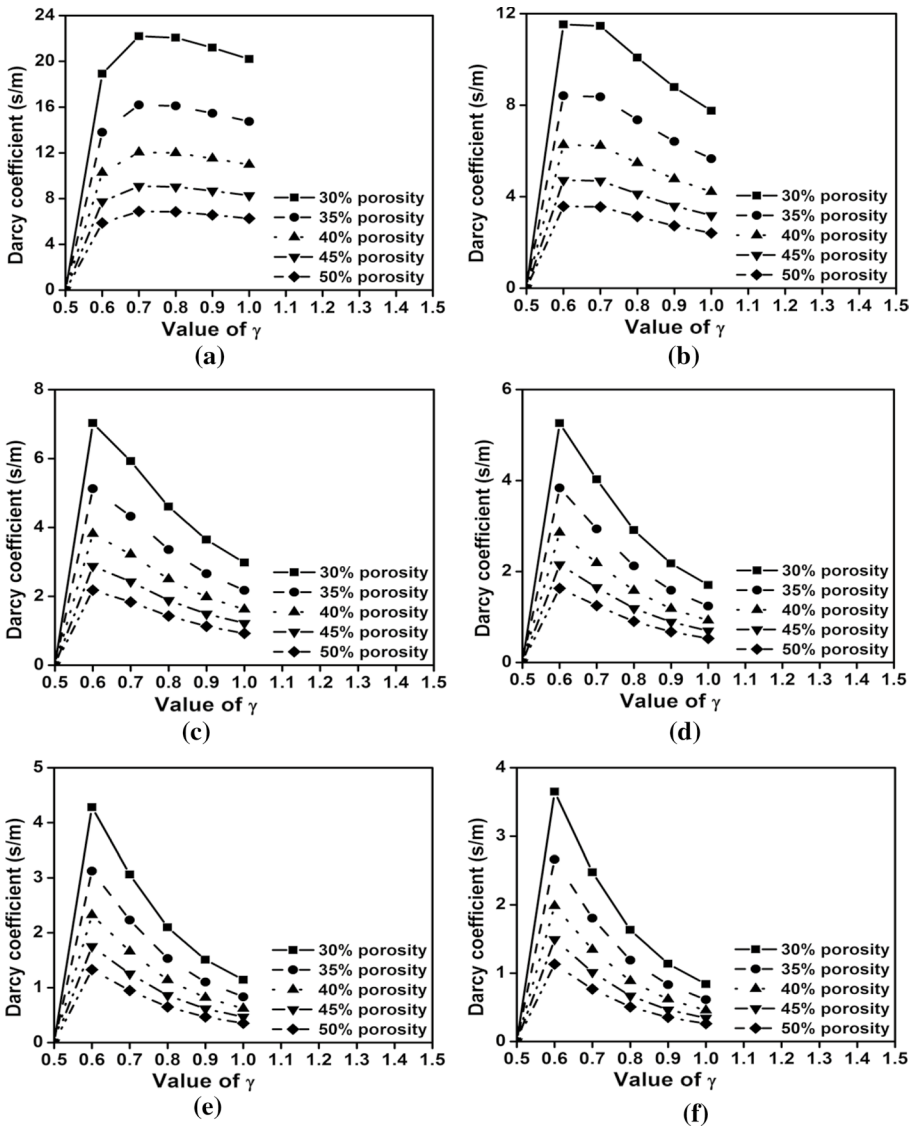 Darcy coefficient (s/m)
24
20
16
12
8
4
0
0.5 0.6 0.7 0.8 0.9 1.0 1.1 1.2 1.3 1.4 1.5
Value of γ
30% porosity
35% porosity
40% porosity
45% porosity
50% porosity
(a)
Darcy coefficient (s/m)
12
8
4
0
0.5 0.6 0.7 0.8 0.9 1.0 1.1 1.2 1.3 1.4 1.5
Value of γ
30% porosity
35% porosity
40% porosity
45% porosity
50% porosity
(b)
Darcy coefficient (s/m)
8
6
4
2
0
0.5 0.6 0.7 0.8 0.9 1.0 1.1 1.2 1.3 1.4 1.5
Value of γ
30% porosity
35% porosity
40% porosity
45% porosity
50% porosity
(c)
Darcy coefficient (s/m)
6
4
2
0
0.5 0.6 0.7 0.8 0.9 1.0 1.1 1.2 1.3 1.4 1.5
Value of γ
30% porosity
35% porosity
40% porosity
45% porosity
50% porosity
(d)
Darcy coefficient (s/m)
5
4
3
2
1
0
0.5 0.6 0.7 0.8 0.9 1.0 1.1 1.2 1.3 1.4 1.5
Value of γ
30% porosity
35% porosity
40% porosity
45% porosity
50% porosity
(e)
Darcy coefficient (s/m)
4
3
2
1
0
0.5 0.6 0.7 0.8 0.9 1.0 1.1 1.2 1.3 1.4 1.5
Value of γ
30% porosity
35% porosity
40% porosity
45% porosity
50% porosity
(f)